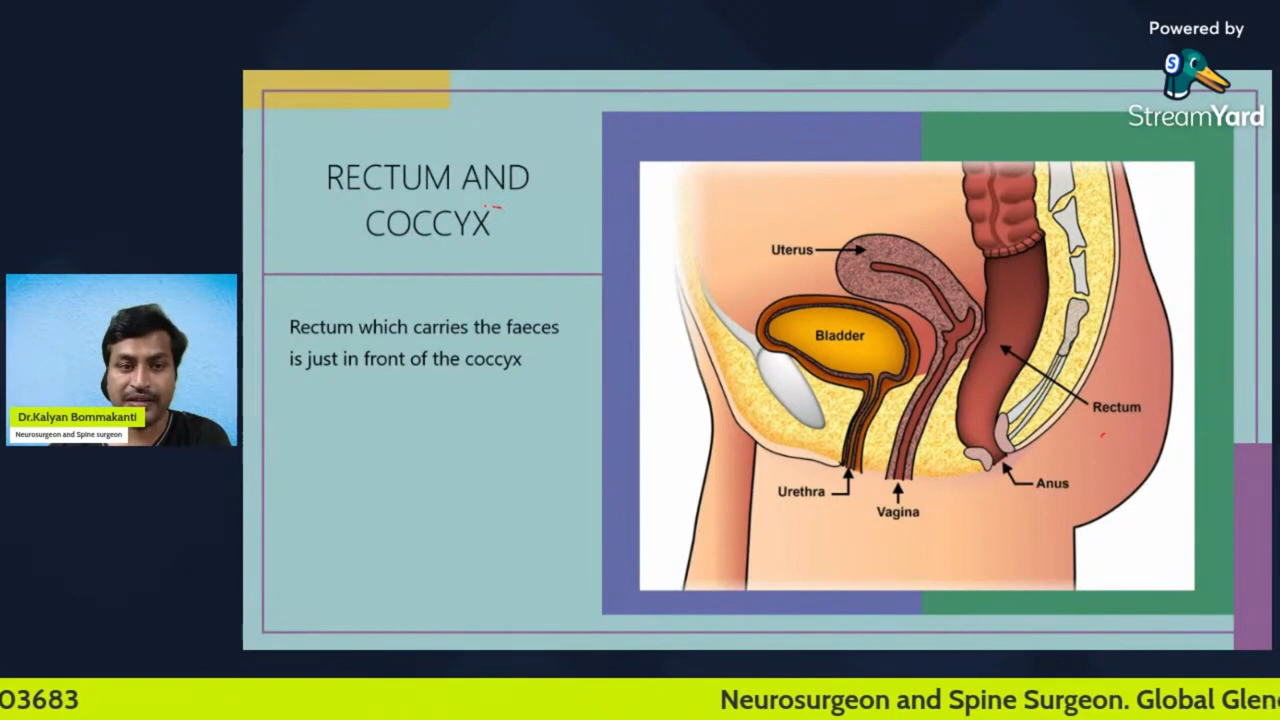 Powered by
S
StreamYard
RECTUM AND
COCCYX
Rectum which carries the faeces
is just in front of the coccyx
Uterus
Bladder
Rectum
Anus
Urethra
Vagina
Dr.Kalyan Bommakanti
Neurosurgeon and Spine surgeon
03683
Neurosurgeon and Spine Surgeon. Global Glene